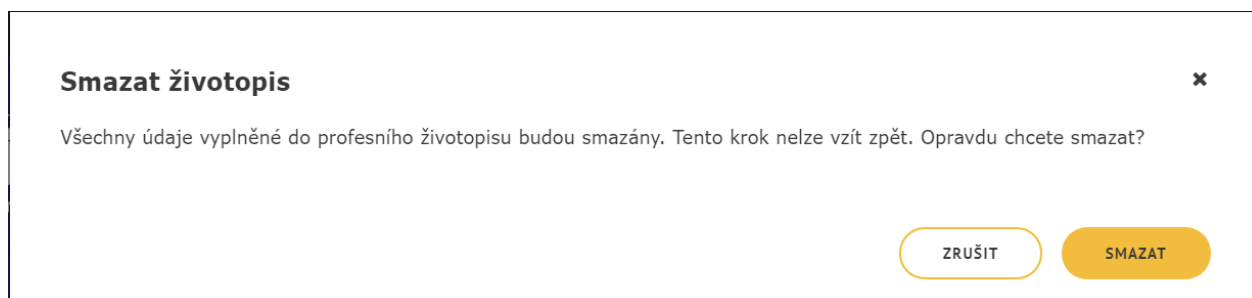 Smazat životopis
Všechny údaje vyplněné do profesního životopisu budou smazány. Tento krok nelze vzít zpět. Opravdu chcete smazat?
ZRUŠIT SMAZAT